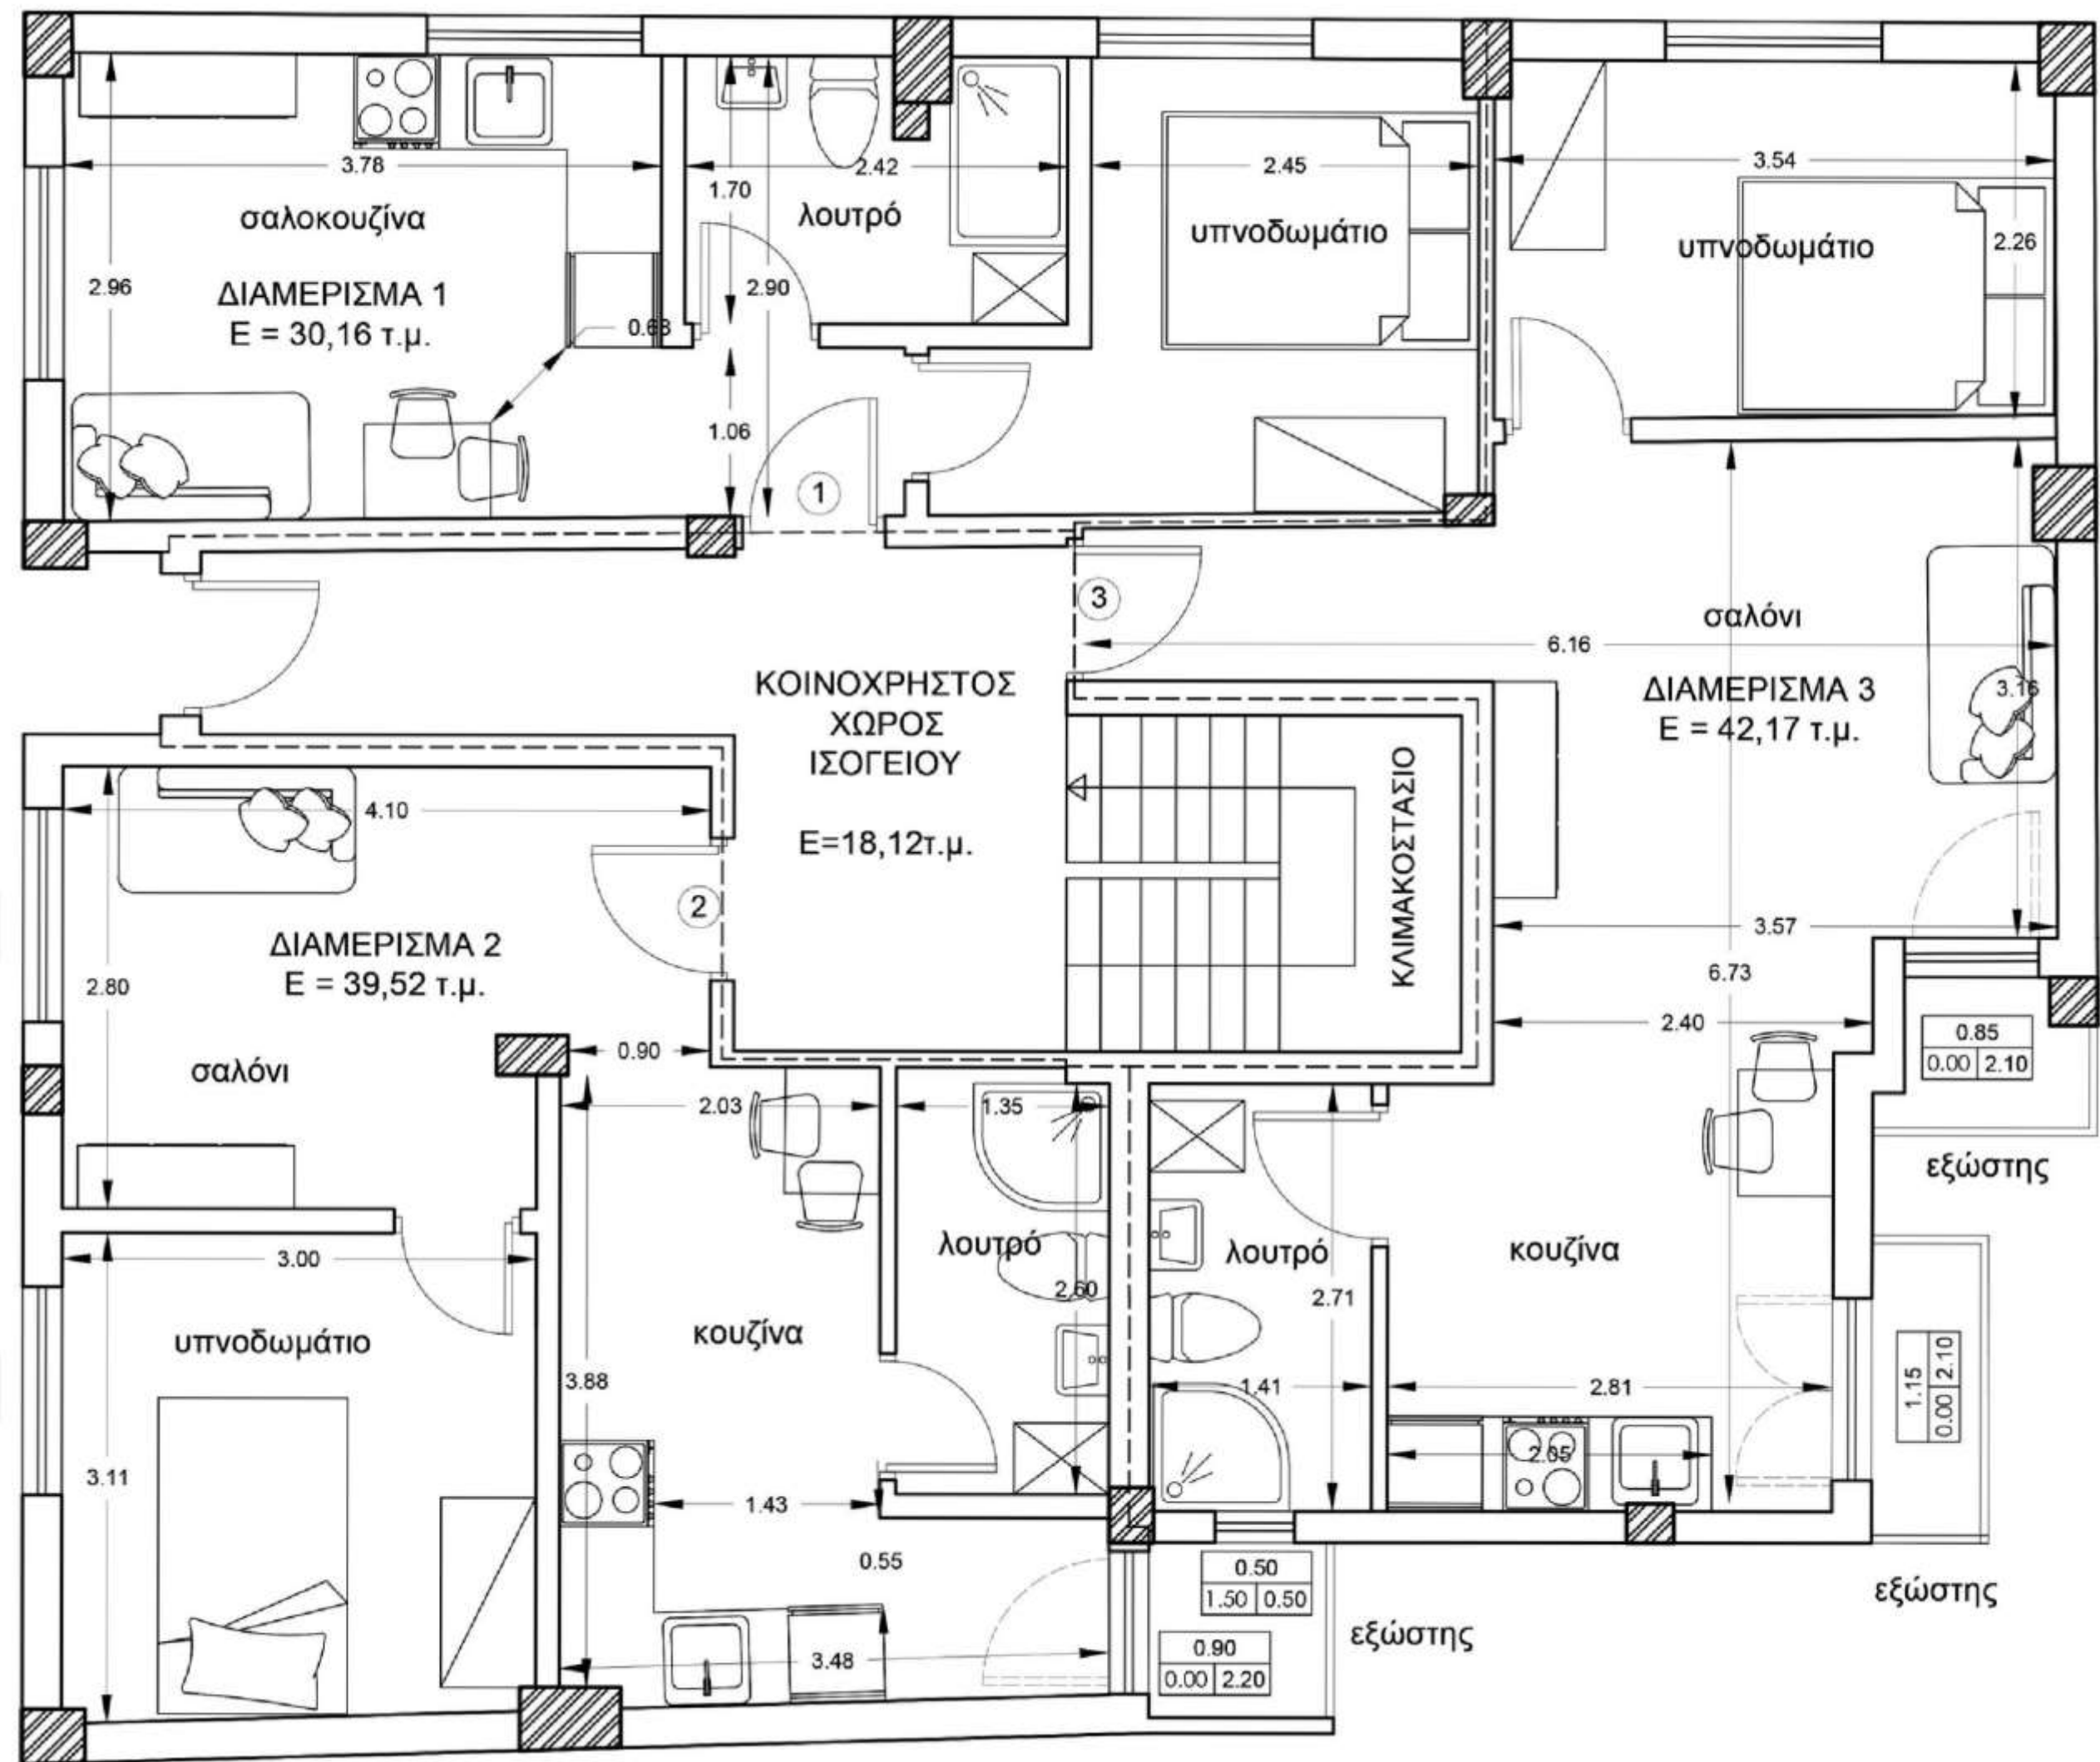 3.78
2.42
2.45
3.54
1.70
σαλοκουζίνα
λουτρό
υπνοδωμάτιο
υπνοδωμάτιο
2.26
2.96
ΔΙΑΜΕΡΙΣΜΑ 1
Ε = 30,16 τ.μ.
2.90
0.63
1.06
1
3
σαλόνι
6.16
ΚΟΙΝΟΧΡΗΣΤΟΣ
ΧΩΡΟΣ
ΙΣΟΓΕΙΟΥ
Ε=18,12τ.μ.
ΔΙΑΜΕΡΙΣΜΑ 3
Ε = 42,17 τ.μ.
3.16
ΚΛΙΜΑΚΟΣΤΑΣΙΟ
4.10
2
ΔΙΑΜΕΡΙΣΜΑ 2
Ε = 39,52 τ.μ.
2.80
3.57
6.73
2.40
0.85
0.00 2.10
0.90
σαλόνι
2.03
1.35
εξώστης
λουτρό
2.60
λουτρό
2.71
κουζίνα
3.00
υπνοδωμάτιο
κουζίνα
3.88
1.41
2.81
1.15
0.00 2.10
2.05
3.11
1.43
0.55
0.50
1.50 0.50
εξώστης
εξώστης
0.90
0.00 2.20
3.48